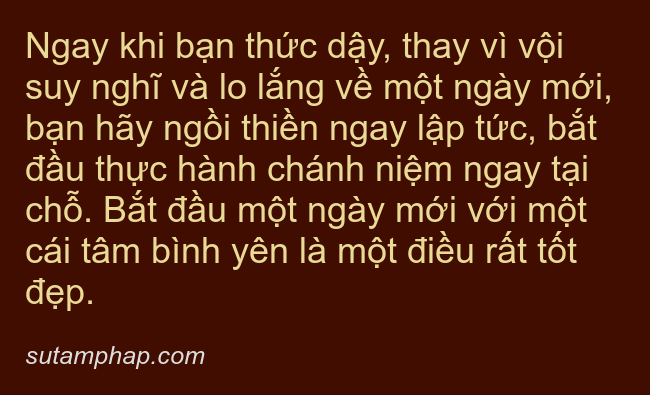 Ngay khi bạn thức dậy, thay vì vội
suy nghĩ và lo lắng về một ngày mới,
bạn hãy ngồi thiền ngay lập tức, bắt
đầu thực hành chánh niệm ngay tại
chỗ. Bắt đầu một ngày mới với một
cái tâm bình yên là một điều rất tốt
đẹp.
sutamphap.com